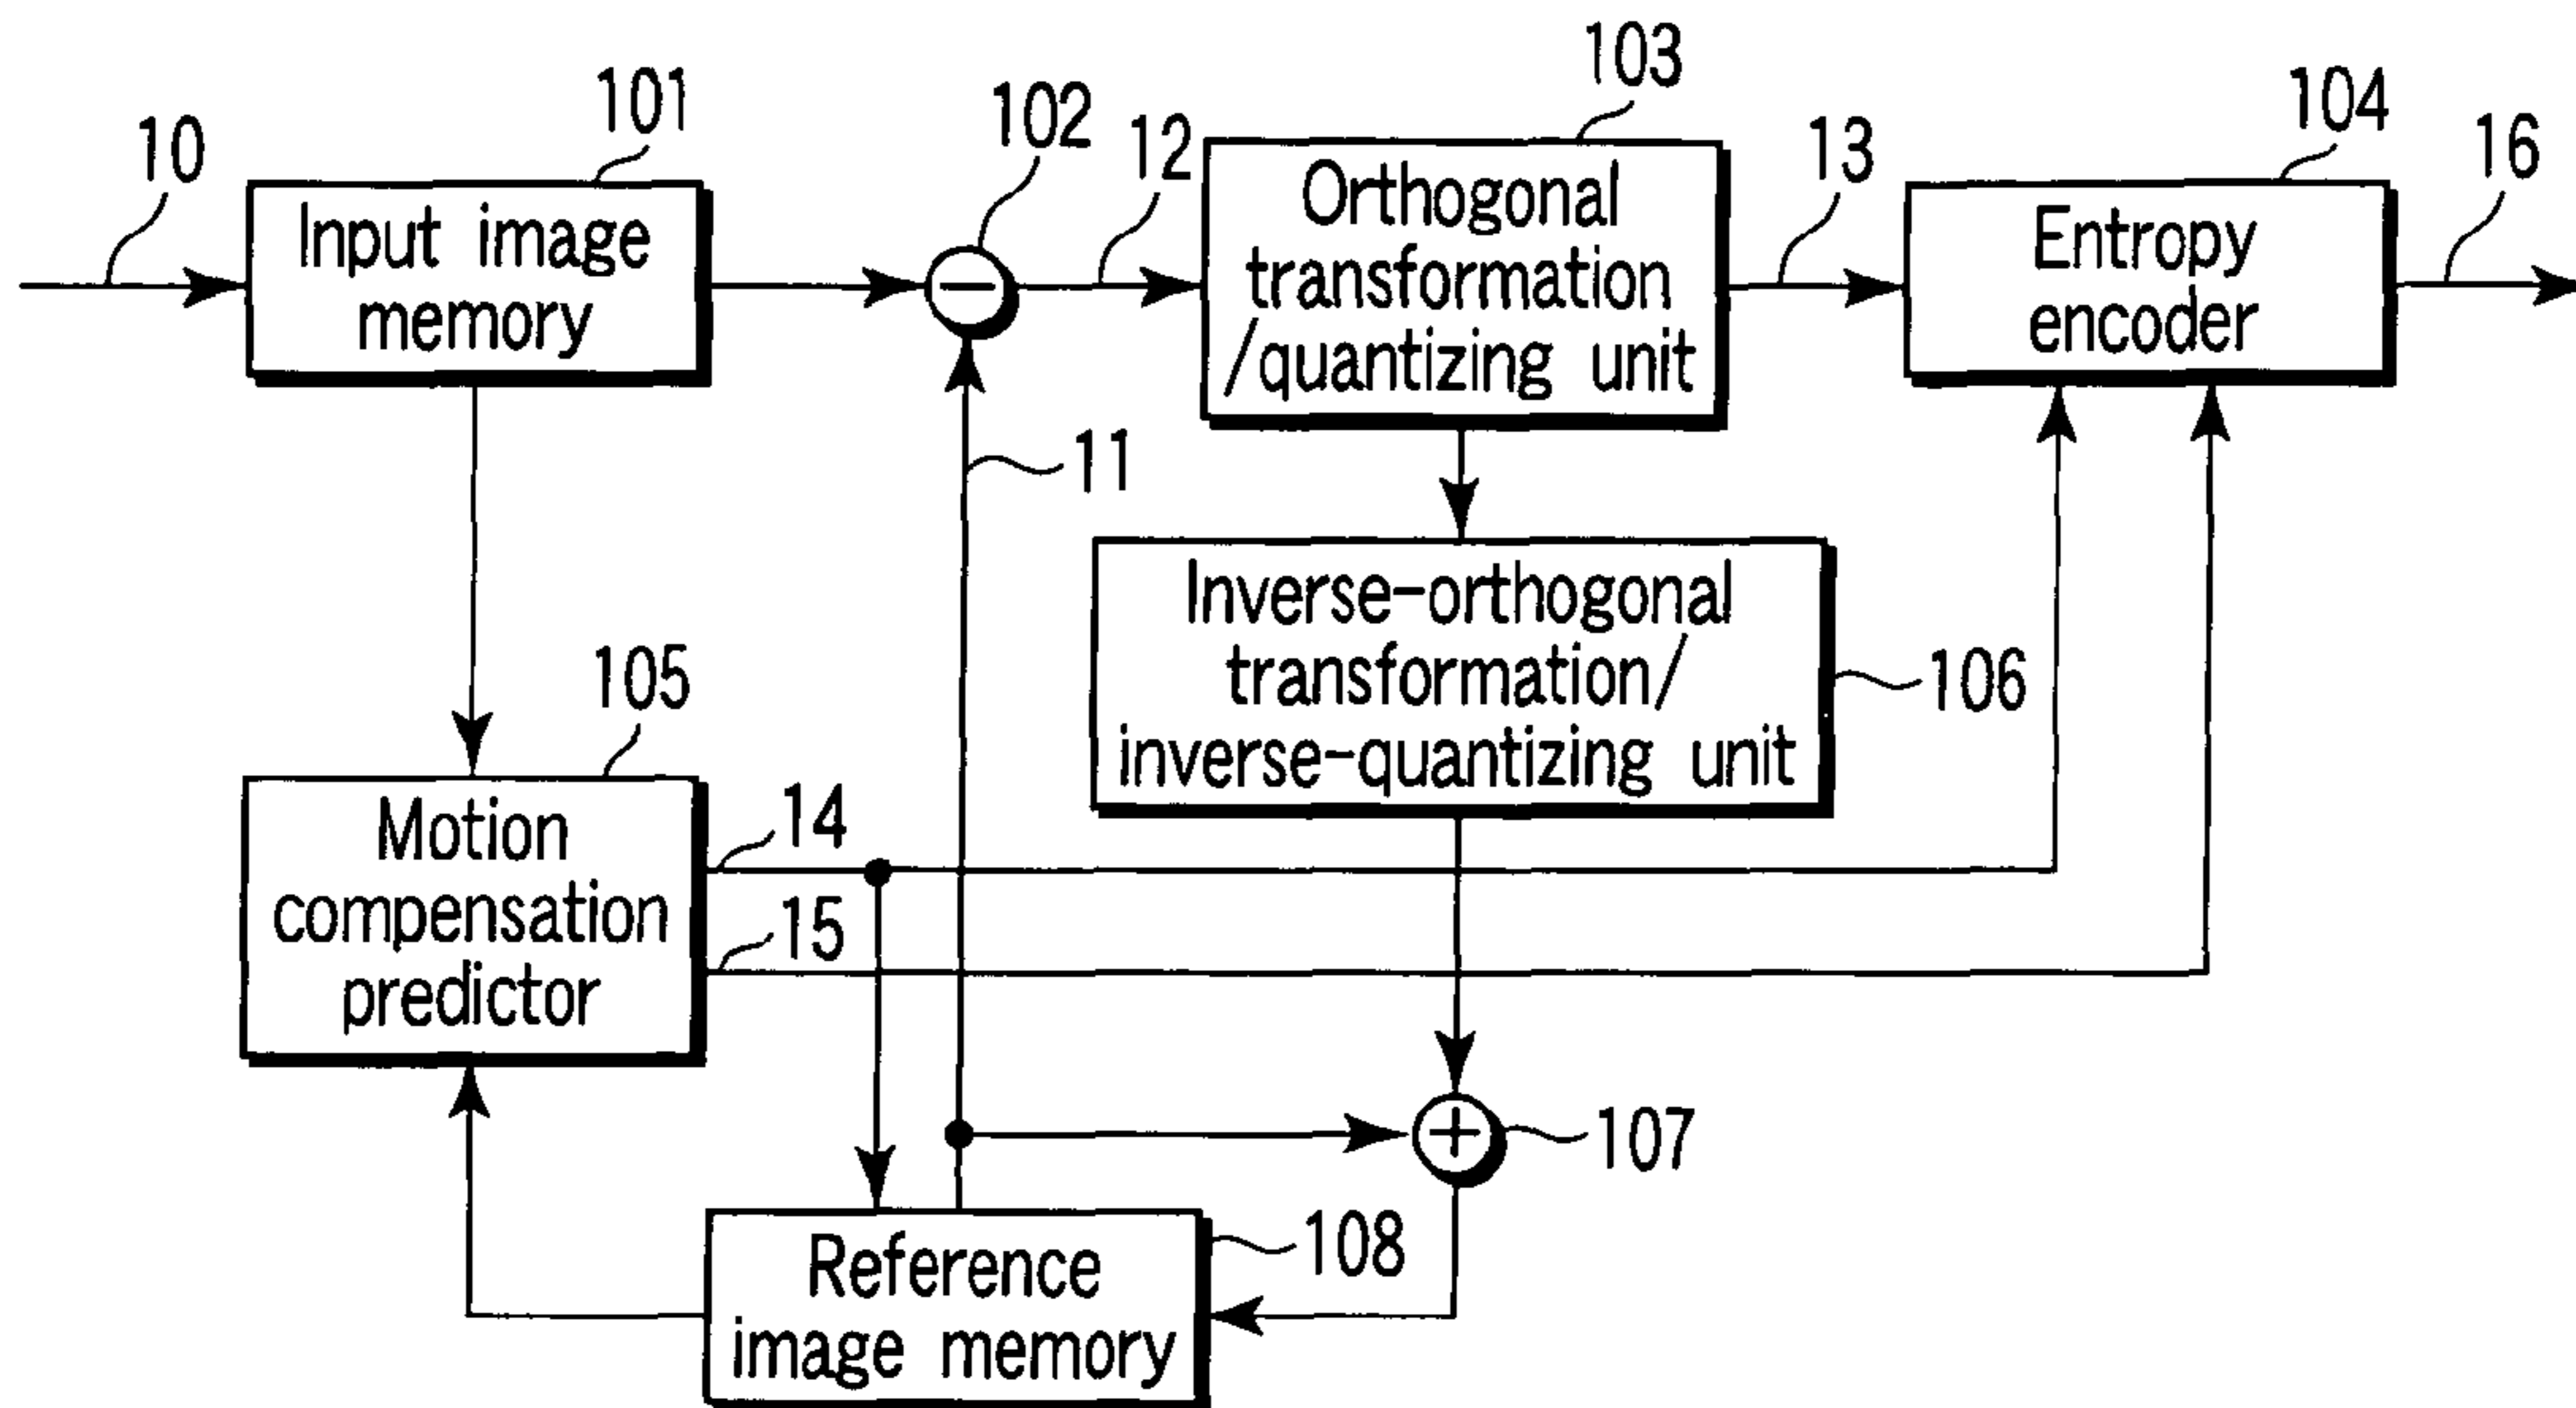 10
101
Input image
memory
102
12
103
Orthogonal
transformation
/quantizing unit
13
104
Entropy
encoder
16
11
Inverse-orthogonal
transformation/
inverse-quantizing unit
106
105
Motion
compensation
predictor
14
15
107
108
Reference
image memory